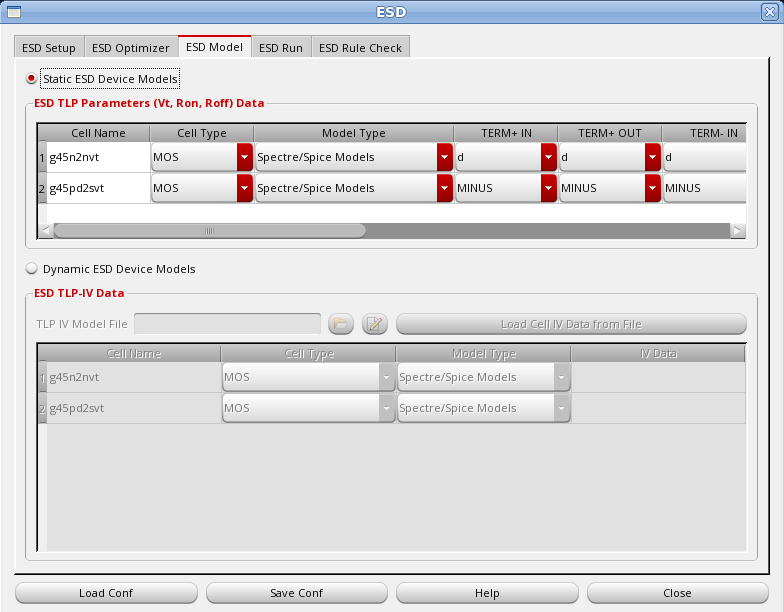 ESD
ESD Setup ESD Optimizer ESD Model ESD Run ESD Rule Check
Static ESD Device Models
ESD TLP Parameters (Vt, Ron, Roff) Data
Cell Name Cell Type Model Type TERM+ IN TERM+ OUT TERM- IN
1 g45n2nvt MOS Spectre/Spice Models d d d
2 g45pd2svt MOS Spectre/Spice Models MINUS MINUS MINUS
Dynamic ESD Device Models
ESD TLP-IV Data
TLP IV Model File Load Cell IV Data from File
Cell Name Cell Type Model Type IV Data
1 g45n2nvt MOS Spectre/Spice Models
2 g45pd2svt MOS Spectre/Spice Models
Load Conf Save Conf Help Close